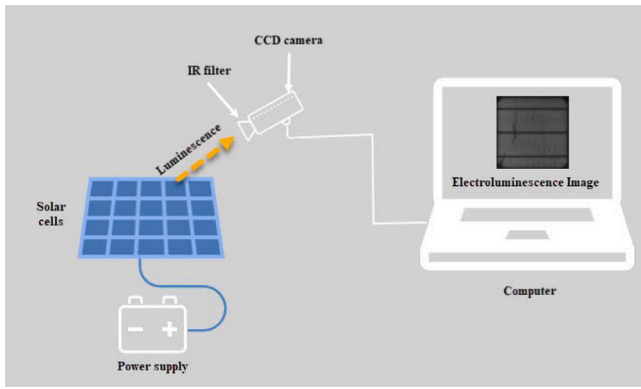 CCD camera
IR filter
Luminescence
Electroluminescence Image
Solar
cells
Computer
Power supply